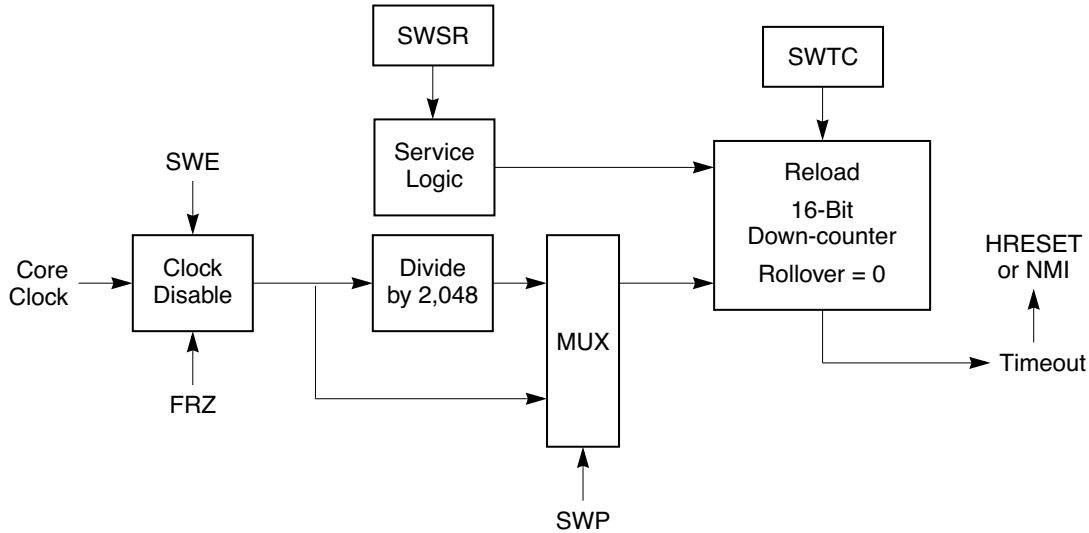 SWSR
SWTC
Service
Logic
Reload
16-Bit
Down-counter
Rollover = 0
SWE
HRESET
or NMI
Core
Clock
Clock
Disable
Divide
by 2,048
MUX
Timeout
FRZ
SWP